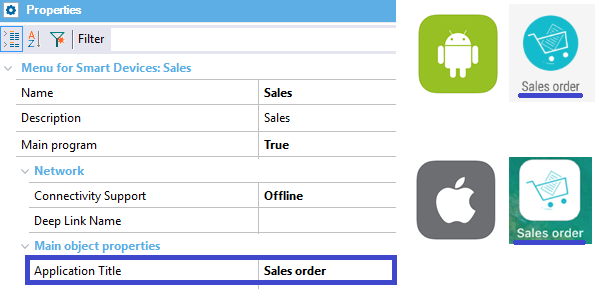 Properties
Filter
Menu for Smart Devices: Sales
Name Sales
Description Sales
Main program True
Network
Connectivity Support Offline
Deep Link Name
Main object properties
Application Title Sales order
Sales order
Sales order